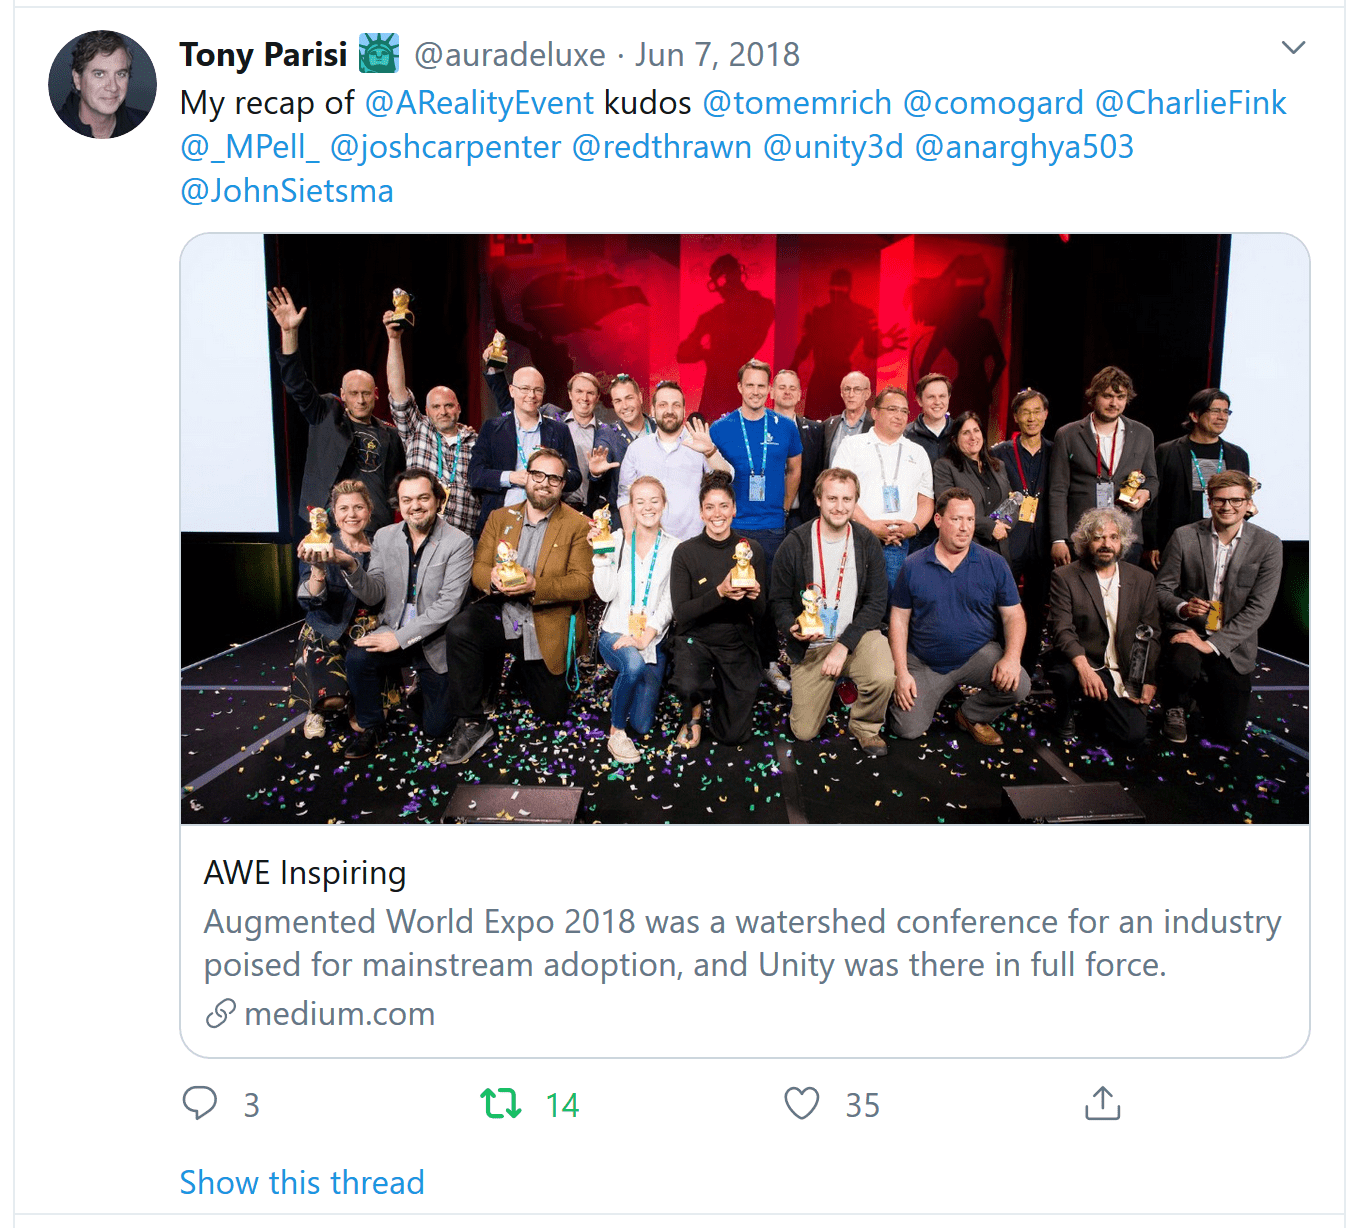 Tony Parisi @auradeluxe · Jun 7, 2018
My recap of @ARealityEvent kudos @tomemrich @comogard @CharlieFink
@_MPell_ @joshcarpenter @redthrawn @unity3d @anarghya503
@JohnSietsma
AWE Inspiring
Augmented World Expo 2018 was a watershed conference for an industry
poised for mainstream adoption, and Unity was there in full force.
medium.com
3 14 35
Show this thread